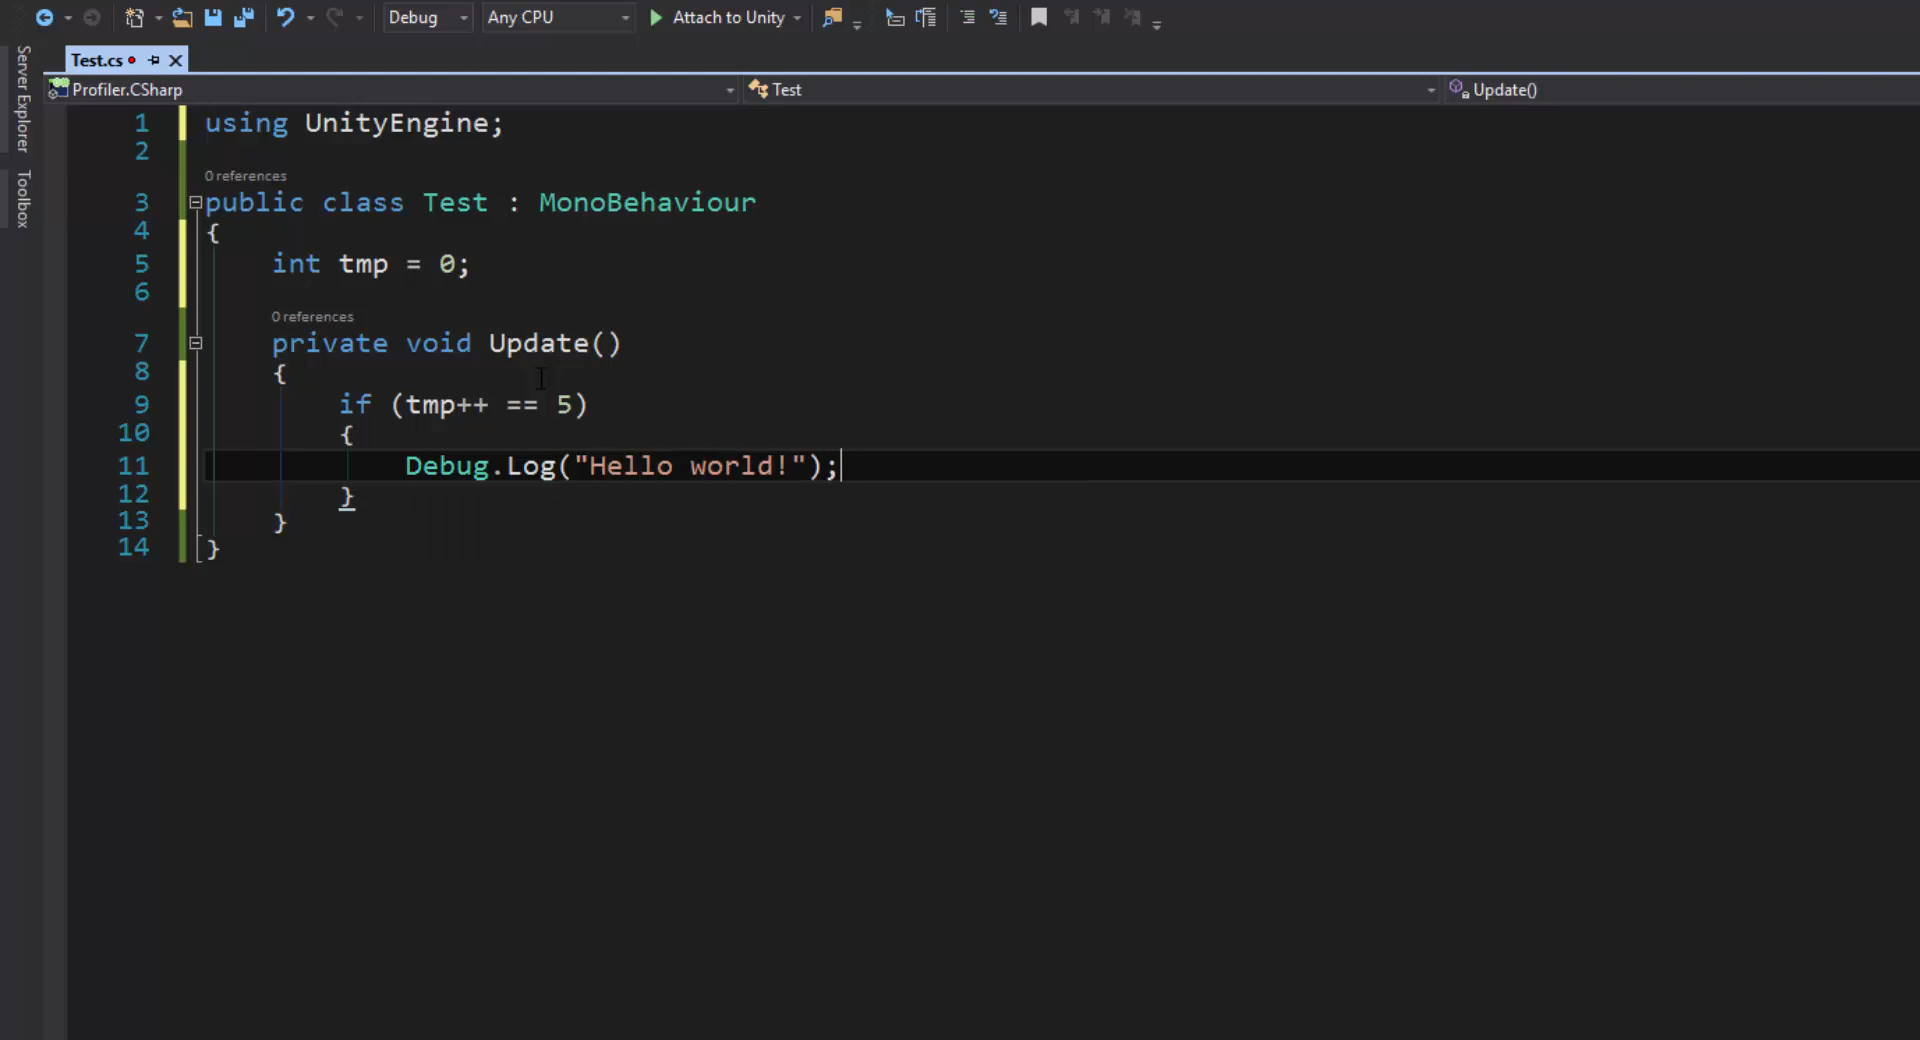 Debug Any CPU Attach to Unity
Server Explorer
Toolbox
Test.cs
Profiler.CSharp Test Update()
1 using UnityEngine;
2
0 references
3 public class Test : MonoBehaviour
4 {
5 int tmp = 0;
6
0 references
7 private void Update()
8 {
9 if (tmp++ == 5)
10 {
11 Debug.Log("Hello world!");
12 }
13 }
14 }